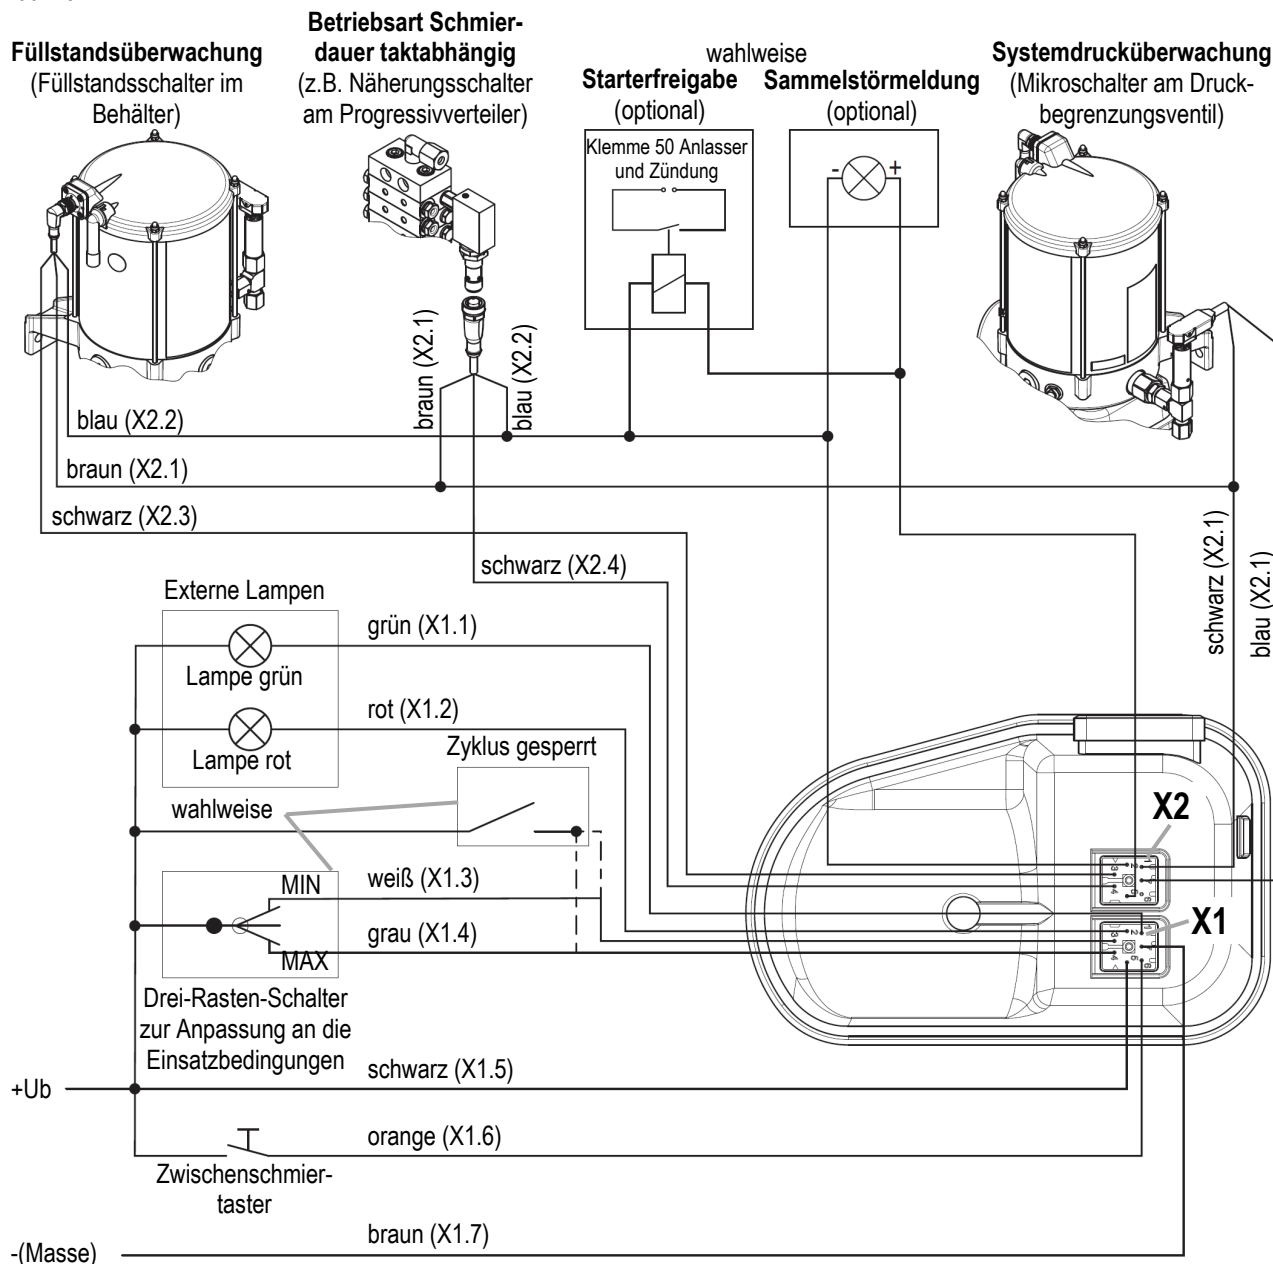 Füllstandsüberwachung
(Füllstandsschalter im
Behälter)
Betriebsart Schmier-
dauer taktabhängig
(z.B. Näherungsschalter
am Progressivverteiler)
wahlweise
Starterfreigabe
(optional)
Sammelstörmeldung
(optional)
Systemdrucküberwachung
(Mikroschalter am Druck-
begrenzungsventil)
Klemme 50 Anlasser
und Zündung
- +
braun (X2.1)
blau (X2.2)
blau (X2.2)
braun (X2.1)
schwarz (X2.3)
schwarz (X2.4)
schwarz (X2.1)
blau (X2.1)
Externe Lampen
grün (X1.1)
Lampe grün
rot (X1.2)
Lampe rot
Zyklus gesperrt
wahlweise
MIN
weiß (X1.3)
grau (X1.4)
MAX
X2
X1
Drei-Rasten-Schalter
zur Anpassung an die
Einsatzbedingungen
schwarz (X1.5)
+Ub
orange (X1.6)
Zwischenschmier-
taster
braun (X1.7)
-(Masse)